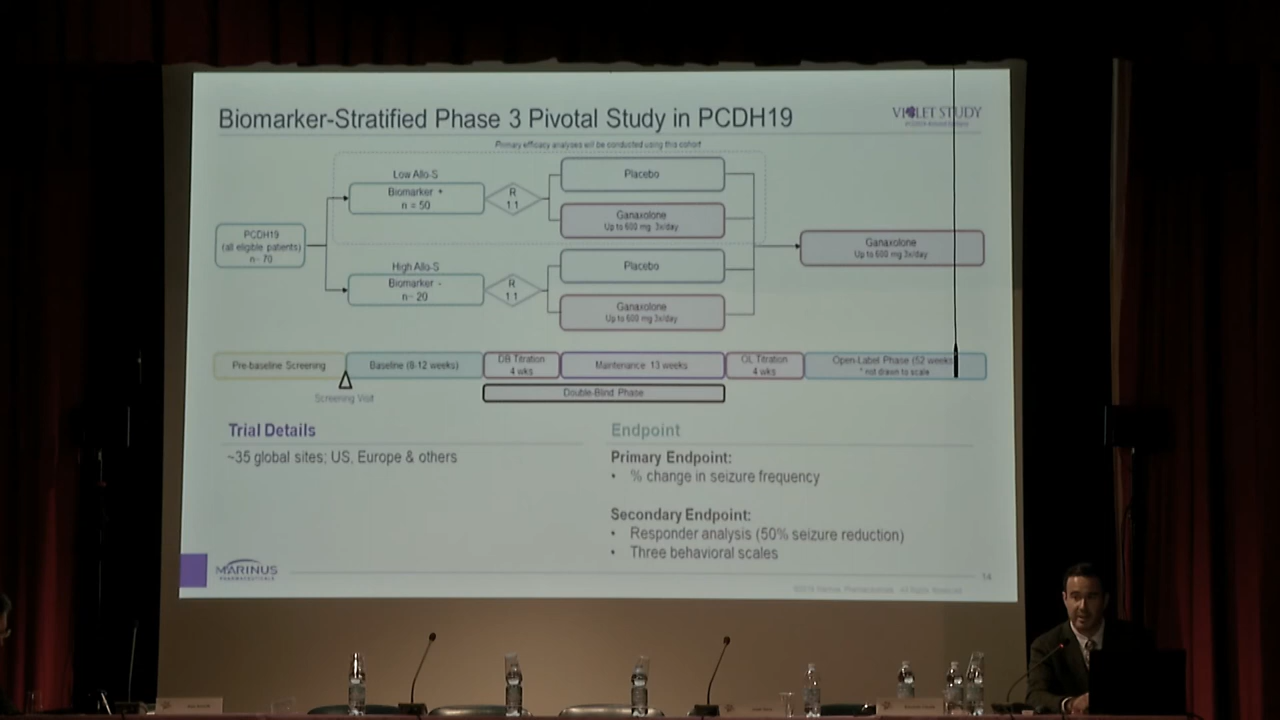 Biomarker-Stratified Phase 3 Pivotal Study in PCDH19
VIOLET STUDY
Primary efficacy analyses will be conducted using this cohort
Low Allo-S
Biomarker +
n = 50
R
1:1
Placebo
Ganaxolone
Up to 600 mg 3x/day
PCDH19
(all eligible patients)
n~ 70
Ganaxolone
Up to 600 mg 3x/day
High Allo-S
Biomarker -
n~ 20
R
1:1
Placebo
Ganaxolone
Up to 600 mg 3x/day
Pre-baseline Screening
Baseline (8-12 weeks)
DB Titration
4 wks
Maintenance 13 weeks
OL Titration
4 wks
Open-Label Phase (52 weeks)
* not drawn to scale
Screening Visit
Double-Blind Phase
Trial Details
~35 global sites; US, Europe & others
Endpoint
Primary Endpoint:
• % change in seizure frequency
Secondary Endpoint:
• Responder analysis (50% seizure reduction)
• Three behavioral scales
MARINUS
PHARMACEUTICALS
14